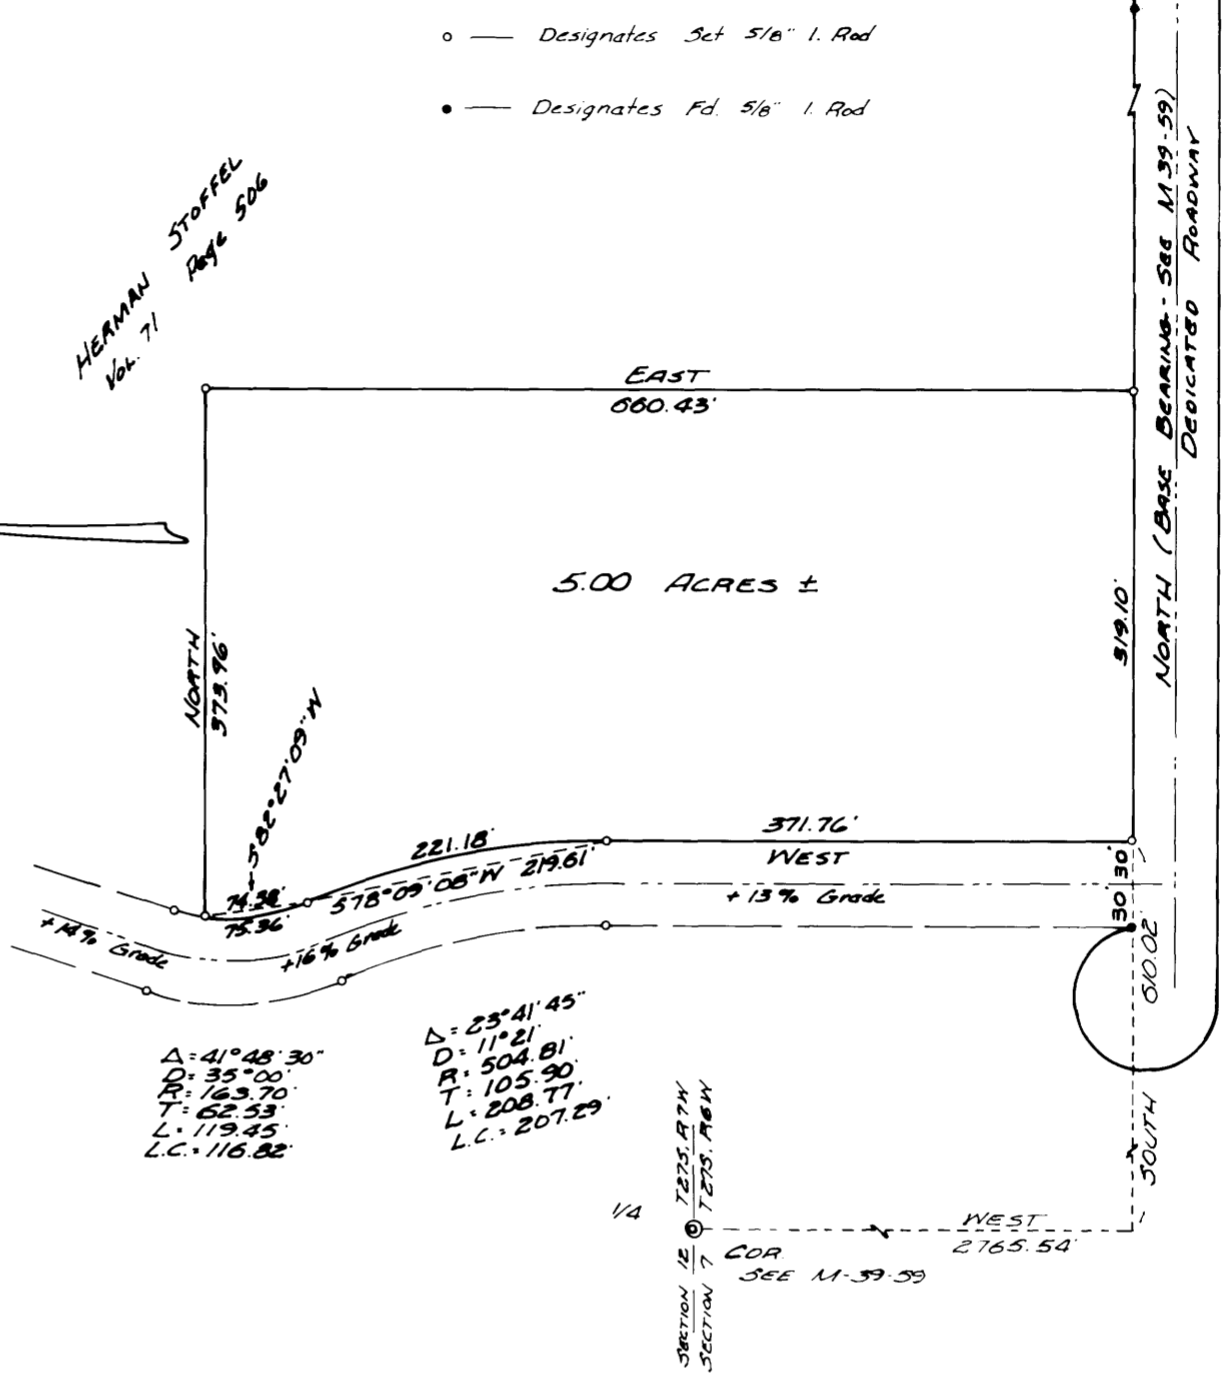 Designates Set 5/8" I. Rod
Designates Fd. 5/8" I. Rod
HERMAN STOFFEL
Vol. 71 Page 506
NORTH (BASE BEARING - SEE M 39-59)
DEDICATED ROADWAY
EAST
660.43'
5.00 ACRES ±
319.10'
NORTH
373.96'
S 82°27'09" W
74.38'
75.36'
221.18'
S78°09'08"W 219.61'
371.76'
WEST
30' 30'
+13% Grade
+14% Grade
+16% Grade
610.02'
SOUTH
Δ = 41°48'30"
D = 35°00'
R = 163.70'
T = 62.53'
L = 119.45'
L.C. = 116.82'
Δ = 23°41'45"
D = 11°21'
R = 504.81'
T = 105.90'
L = 208.77'
L.C. = 207.29'
T27S, R7W
T27S, R6W
1/4
COR.
SEE M-39-59
WEST
2765.54'
SECTION 12
SECTION 7